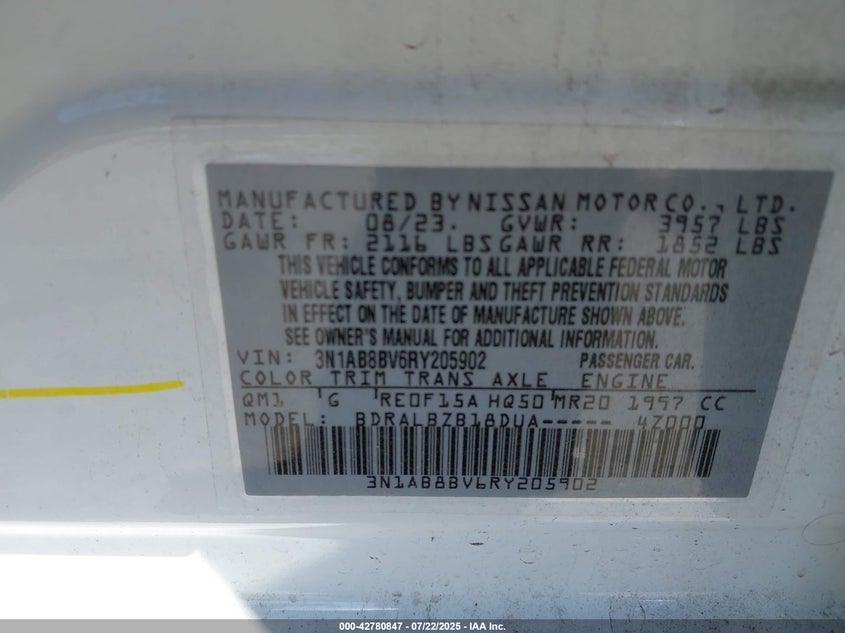 MANUFACTURED BY NISSAN MOTOR CO., LTD.
DATE: 08/23. GVWR: 3957 LBS
GAWR FR: 2116 LBS GAWR RR: 1852 LBS
THIS VEHICLE CONFORMS TO ALL APPLICABLE FEDERAL MOTOR
VEHICLE SAFETY, BUMPER AND THEFT PREVENTION STANDARDS
IN EFFECT ON THE DATE OF MANUFACTURE SHOWN ABOVE.
SEE OWNER'S MANUAL FOR ADDITIONAL INFORMATION.
VIN: 3N1AB8BV6RY205902 PASSENGER CAR.
COLOR TRIM TRANS AXLE ENGINE
QM1 G RE0F15A HQ50 MR20 1997 CC
MODEL: BDRALBZB18DUA----- 4Z000
3N1AB8BV6RY205902
000-42780847 - 07/22/2025 - IAA Inc.